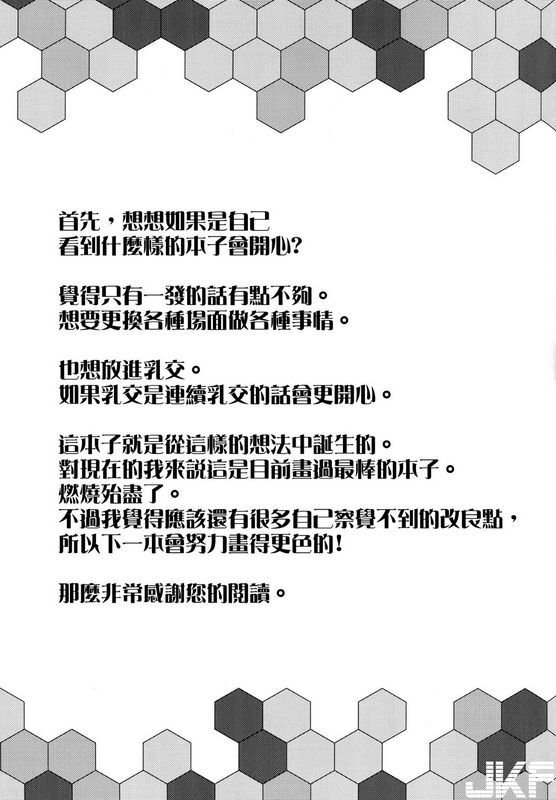 首先，想想如果是自己
看到什麼樣的本子會開心?
覺得只有一發的話有點不夠。
想要更換各種場面做各種事情。
也想放進乳交。
如果乳交是連續乳交的話會更開心。
這本子就是從這樣的想法中誕生的。
對現在的我來説這是目前畫過最棒的本子。
燃燒殆盡了。
不過我覺得應該還有很多自己察覺不到的改良點，
所以下一本會努力畫得更色的!
那麼非常感謝您的閱讀。
JKF